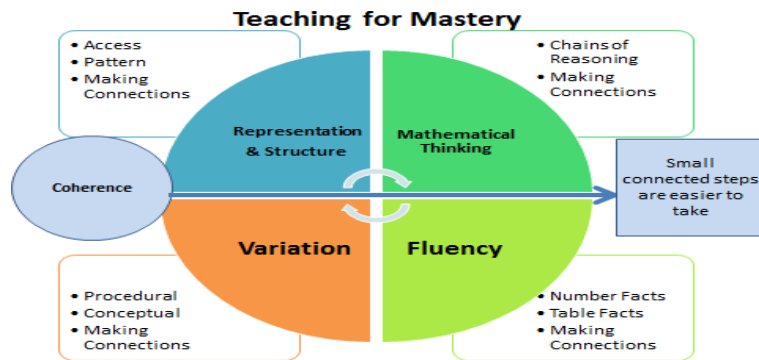 Teaching for Mastery
• Access
• Pattern
• Making
Connections
• Chains of
Reasoning
• Making
Connections
Representation
& Structure
Mathematical
Thinking
Coherence
Small
connected steps
are easier to
take
Variation
Fluency
• Procedural
• Conceptual
• Making
Connections
• Number Facts
• Table Facts
• Making
Connections